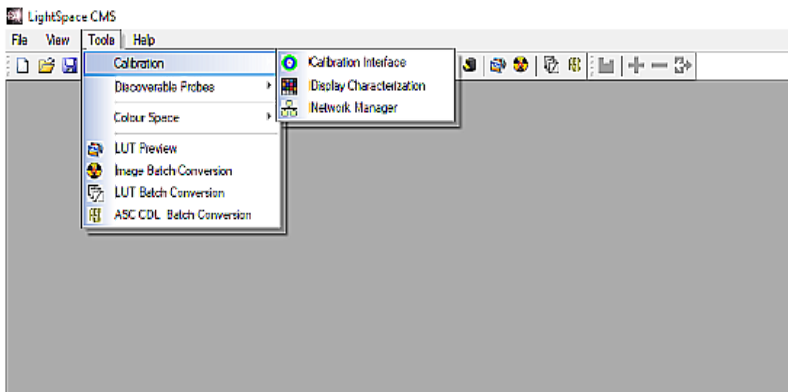 LightSpace CMS
File View Tools Help
Calibration
Discoverable Probes
Colour Space
LUT Preview
Image Batch Conversion
LUT Batch Conversion
ASC CDL Batch Conversion
Calibration Interface
Display Characterization
Network Manager